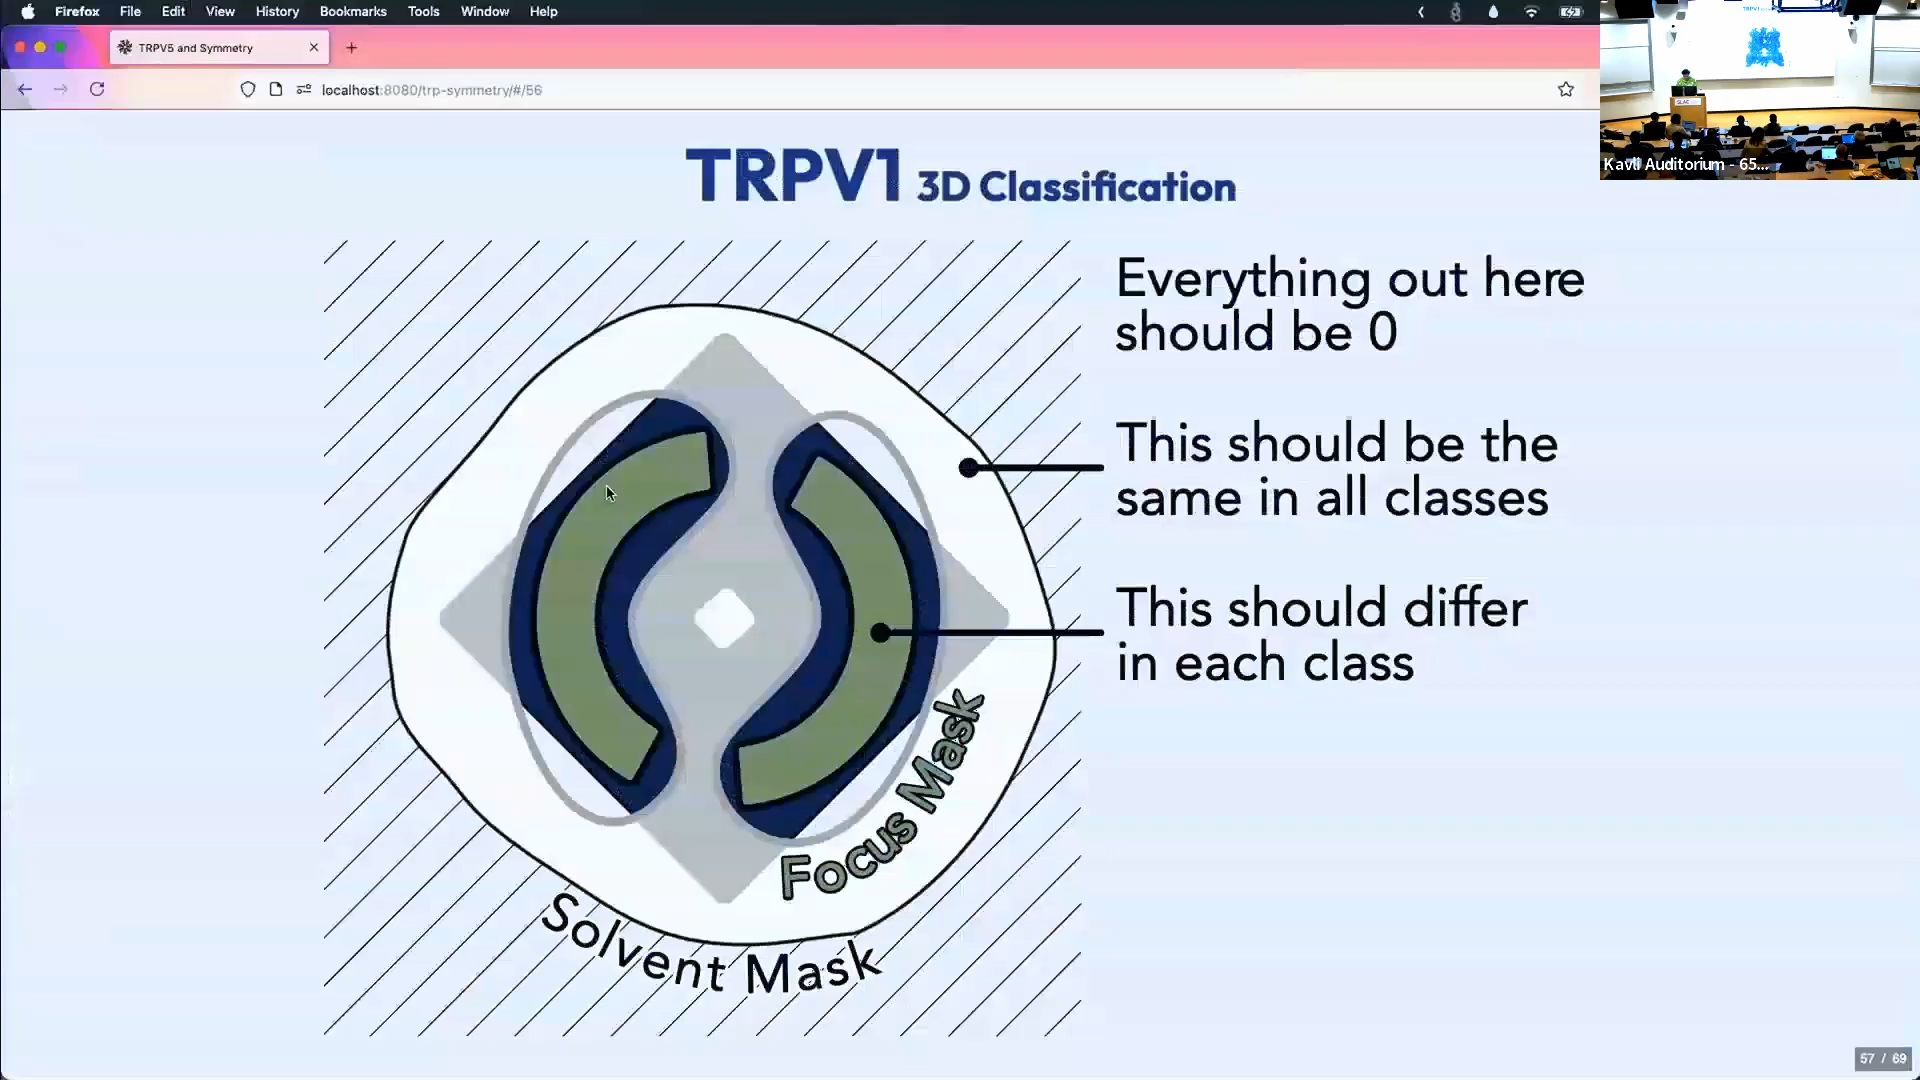 Firefox File Edit View History Bookmarks Tools Window Help
TRPV5 and Symmetry
localhost:8080/trp-symmetry/#/56
TRPV1
SLAC
Kavli Auditorium - 65...
TRPV1 3D Classification
Everything out here
should be 0
This should be the
same in all classes
This should differ
in each class
Focus Mask
Solvent Mask
57 / 69